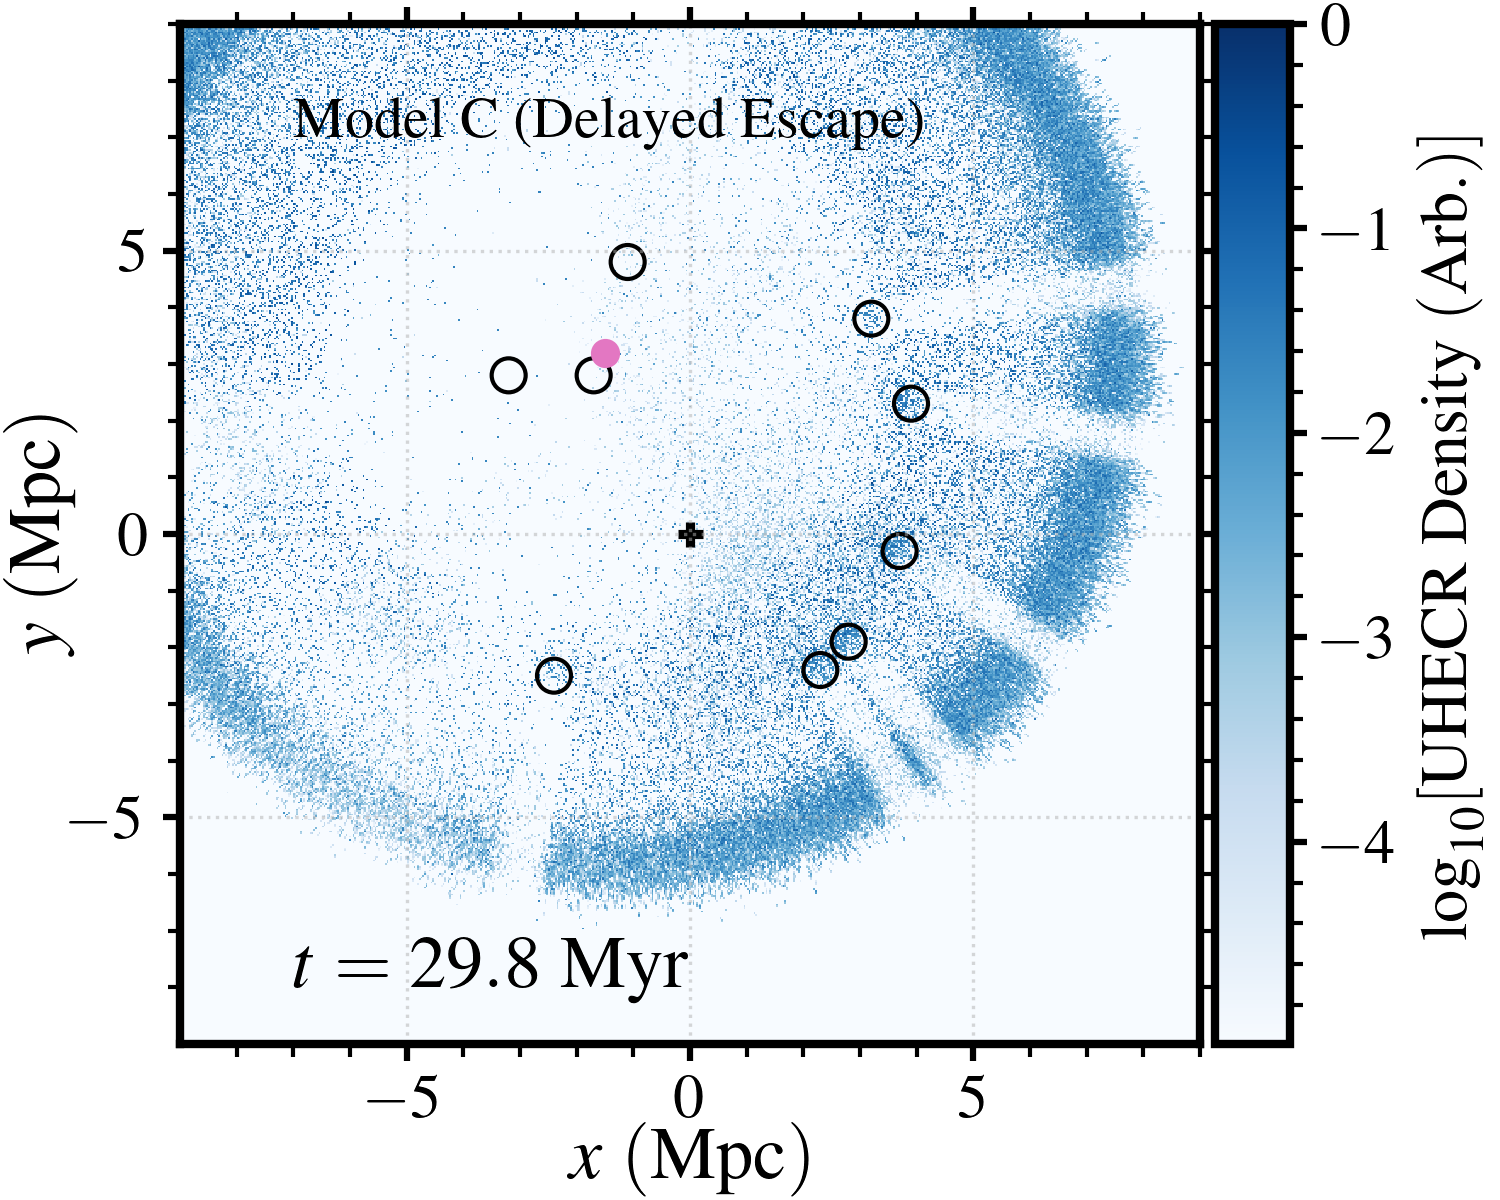 Model C (Delayed Escape)
t = 29.8 Myr
5
0
−5
y (Mpc)
−5
0
5
x (Mpc)
0
−1
−2
−3
−4
log10[UHECR Density (Arb.)]